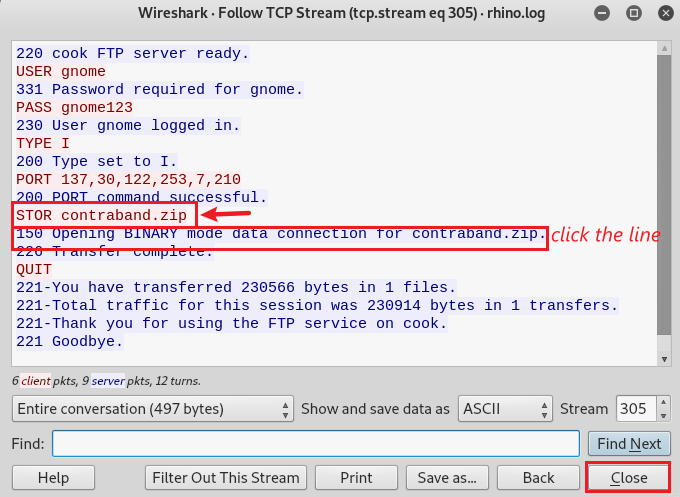 Wireshark · Follow TCP Stream (tcp.stream eq 305) · rhino.log
220 cook FTP server ready.
USER gnome
331 Password required for gnome.
PASS gnome123
230 User gnome logged in.
TYPE I
200 Type set to I.
PORT 137,30,122,253,7,210
200 PORT command successful.
STOR contraband.zip
150 Opening BINARY mode data connection for contraband.zip. click the line
226 Transfer complete.
QUIT
221-You have transferred 230566 bytes in 1 files.
221-Total traffic for this session was 230914 bytes in 1 transfers.
221-Thank you for using the FTP service on cook.
221 Goodbye.
6 client pkts, 9 server pkts, 12 turns.
Entire conversation (497 bytes) Show and save data as ASCII Stream 305
Find: Find Next
Help Filter Out This Stream Print Save as... Back Close